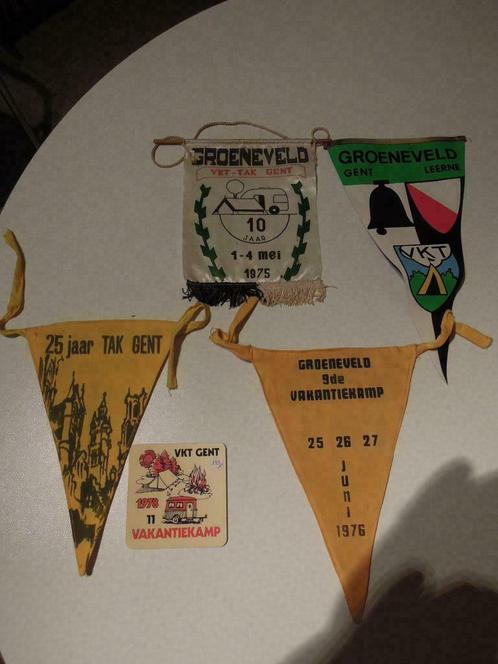 GROENEVELD
VKT-TAK GENT
10
JAAR
1-4 mei
1975
GROENEVELD
GENT LEERNE
VKT
25 jaar TAK GENT
GROENEVELD
9de
VAKANTIEKAMP
25 26 27
JUNI
1976
VKT GENT
1978
11
VAKANTIEKAMP